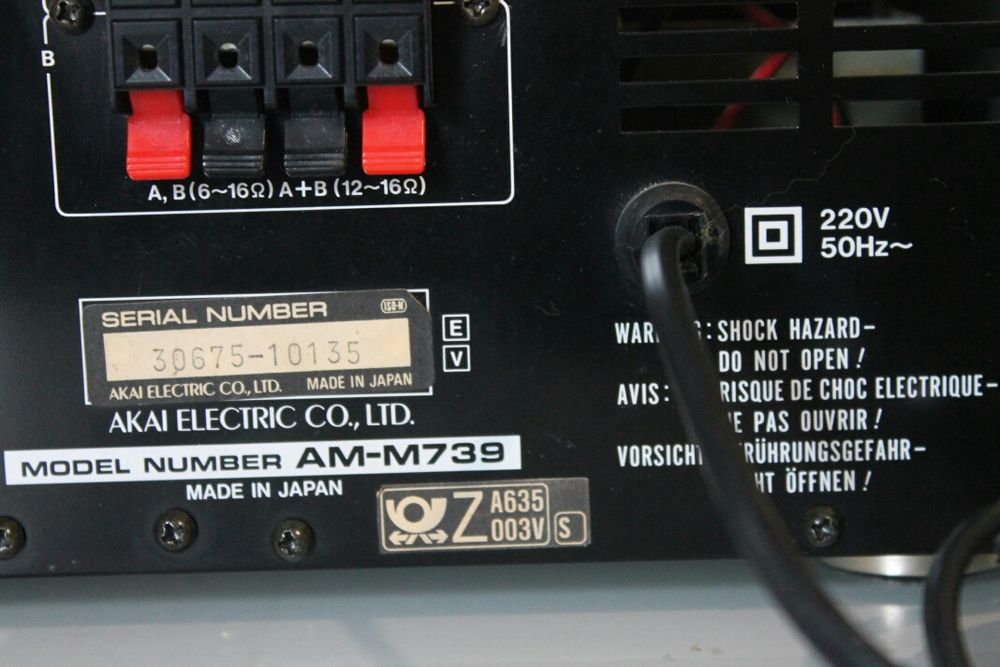 B
A, B (6~16Ω) A+B (12~16Ω)
220V
50Hz~
SERIAL NUMBER
ISO-M
30675-10135
AKAI ELECTRIC CO., LTD. MADE IN JAPAN
E
V
AKAI ELECTRIC CO., LTD.
MODEL NUMBER AM-M739
MADE IN JAPAN
Z A635
003V S
: SHOCK HAZARD-
DO NOT OPEN!
AVIS: RISQUE DE CHOC ELECTRIQUE-
PAS OUVRIR!
ÖFFNEN!